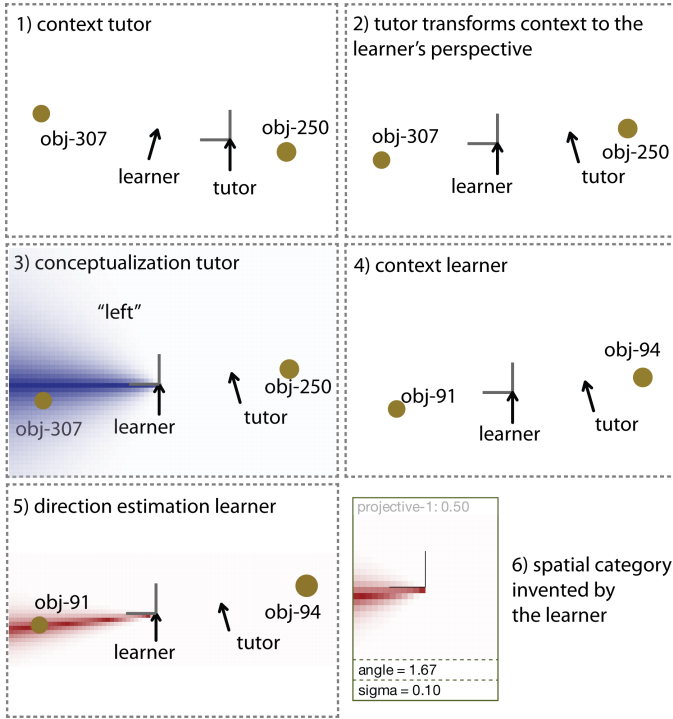 1) context tutor
obj-307
learner
tutor
obj-250
2) tutor transforms context to the
learner’s perspective
obj-307
learner
tutor
obj-250
3) conceptualization tutor
“left”
obj-307
learner
tutor
obj-250
4) context learner
obj-91
learner
tutor
obj-94
5) direction estimation learner
obj-91
learner
tutor
obj-94
projective-1: 0.50
angle = 1.67
sigma = 0.10
6) spatial category
invented by
the learner